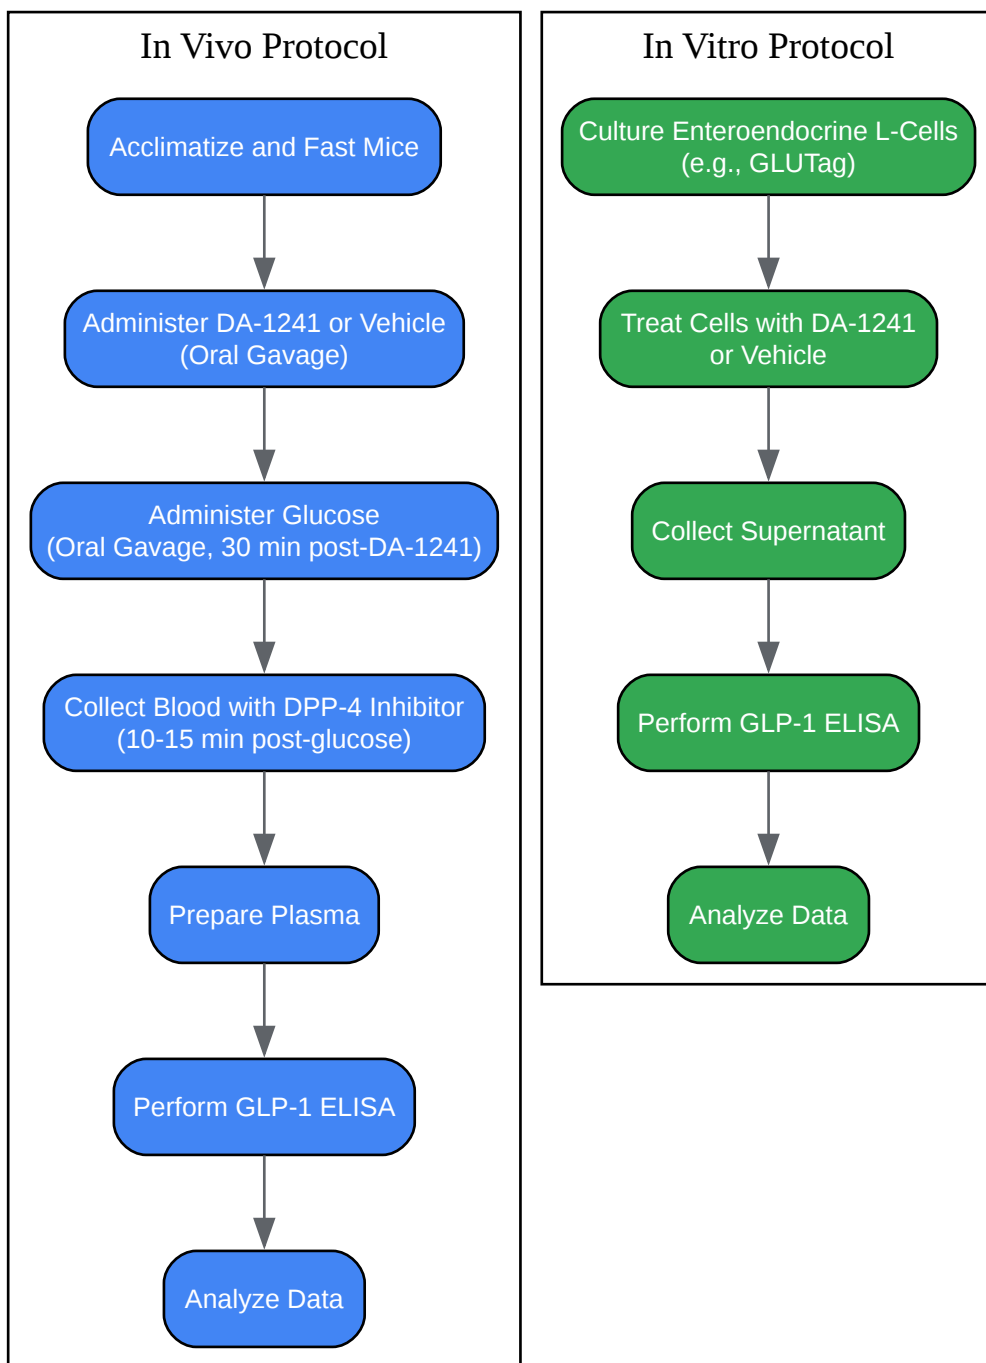 In Vivo Protocol
Acclimatize and Fast Mice
Administer DA-1241 or Vehicle
(Oral Gavage)
Administer Glucose
(Oral Gavage, 30 min post-DA-1241)
Collect Blood with DPP-4 Inhibitor
(10-15 min post-glucose)
Prepare Plasma
Perform GLP-1 ELISA
Analyze Data
In Vitro Protocol
Culture Enteroendocrine L-Cells
(e.g., GLUTag)
Treat Cells with DA-1241
or Vehicle
Collect Supernatant
Perform GLP-1 ELISA
Analyze Data